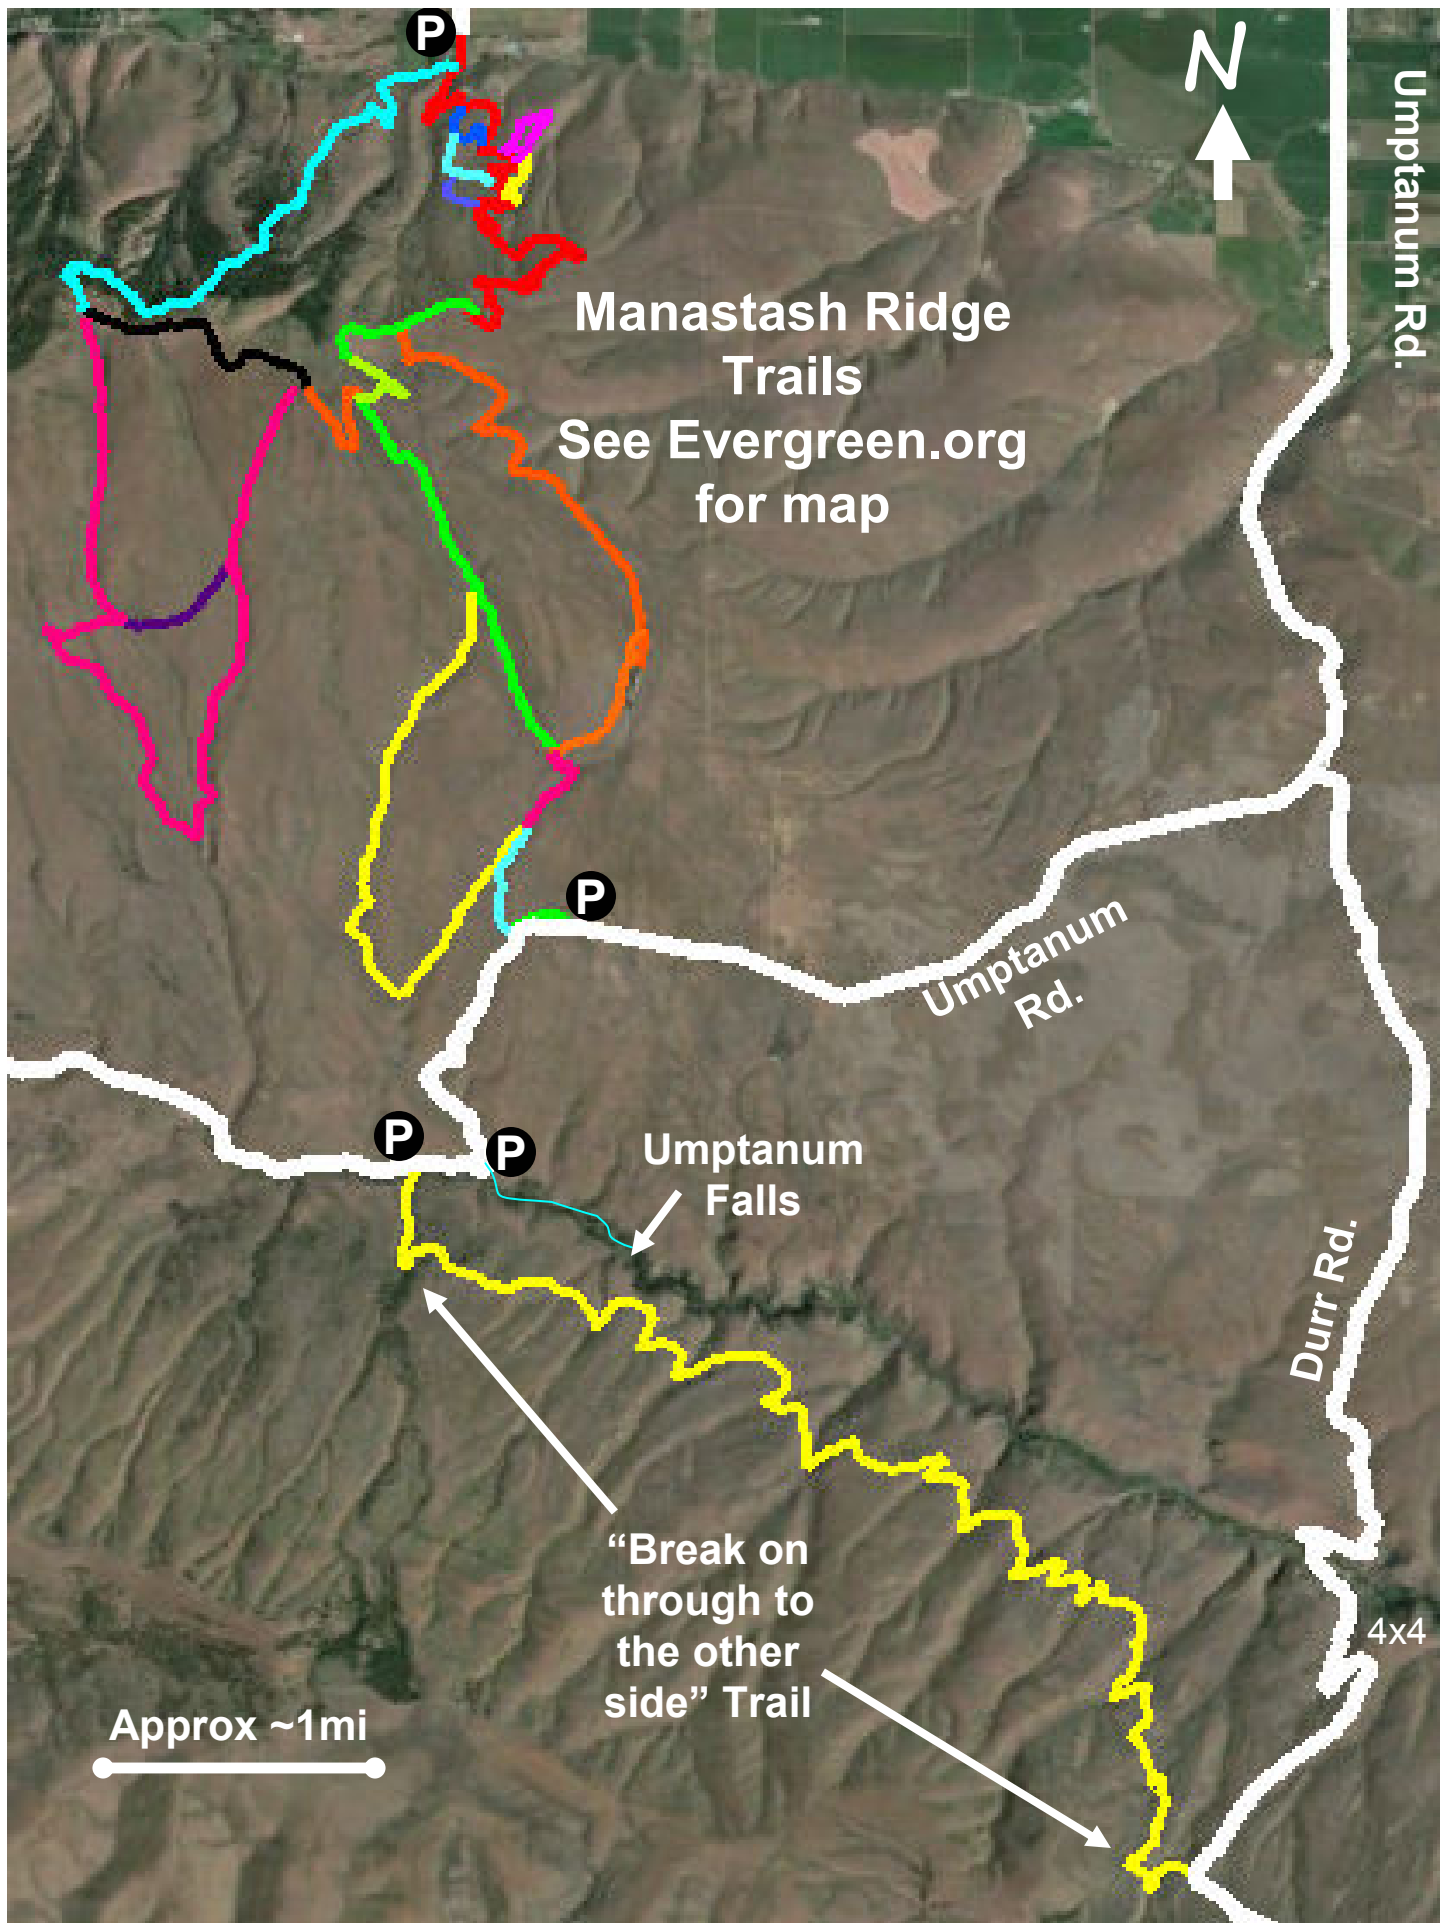 P
N
Umptanum Rd.
Manastash Ridge
Trails
See Evergreen.org
for map
P
Umptanum
Rd.
P
P
Umptanum
Falls
Durr Rd.
“Break on
through to
the other
side” Trail
4x4
Approx ~1mi